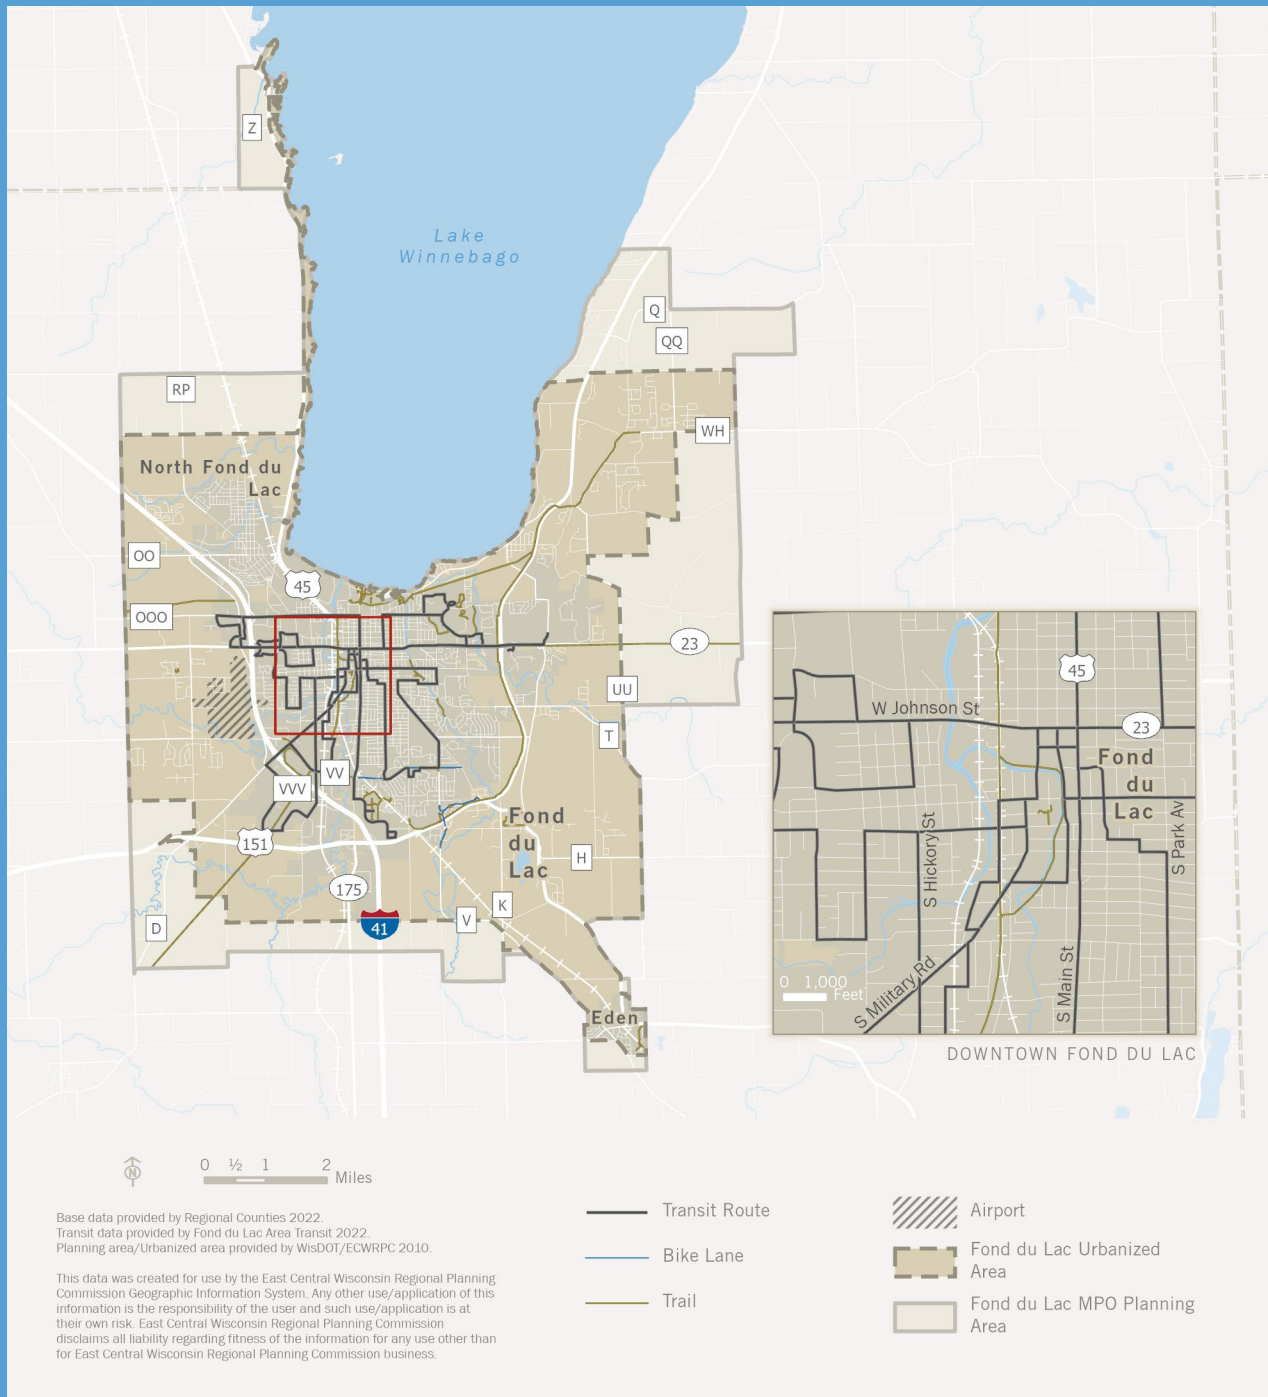 Z
Lake
Winnebago
Q
QQ
RP
WH
North Fond du
Lac
OO
45
OOO
23
UU
T
VV
VVV
151
Fond
du
Lac
H
175
K
V
41
D
Eden
45
W Johnson St
23
Fond
du
Lac
S Hickory St
S Park Av
S Military Rd
S Main St
0 1,000
Feet
DOWNTOWN FOND DU LAC
N
0 ½ 1 2
Miles
Base data provided by Regional Counties 2022.
Transit data provided by Fond du Lac Area Transit 2022.
Planning area/Urbanized area provided by WisDOT/ECWRPC 2010.
This data was created for use by the East Central Wisconsin Regional Planning
Commission Geographic Information System. Any other use/application of this
information is the responsibility of the user and such use/application is at
their own risk. East Central Wisconsin Regional Planning Commission
disclaims all liability regarding fitness of the information for any use other than
for East Central Wisconsin Regional Planning Commission business.
Transit Route
Bike Lane
Trail
Airport
Fond du Lac Urbanized
Area
Fond du Lac MPO Planning
Area